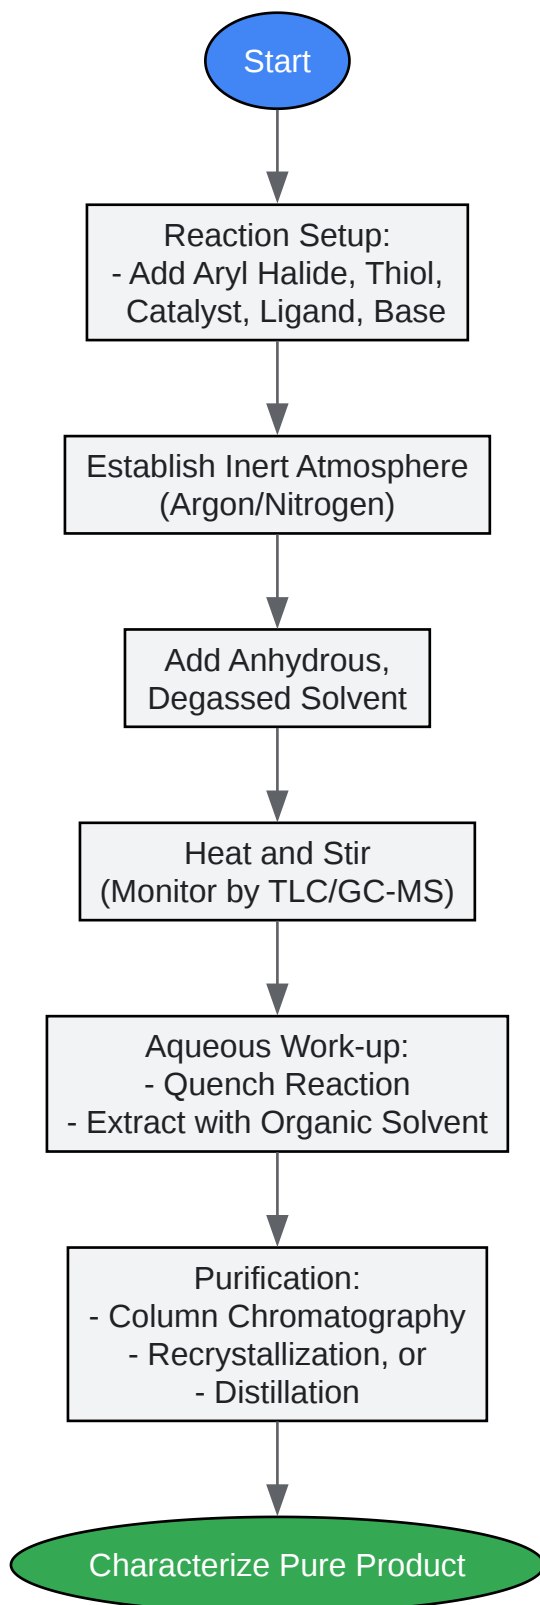 Start
Reaction Setup:
- Add Aryl Halide, Thiol,
Catalyst, Ligand, Base
Establish Inert Atmosphere
(Argon/Nitrogen)
Add Anhydrous,
Degassed Solvent
Heat and Stir
(Monitor by TLC/GC-MS)
Aqueous Work-up:
- Quench Reaction
- Extract with Organic Solvent
Purification:
- Column Chromatography
- Recrystallization, or
- Distillation
Characterize Pure Product